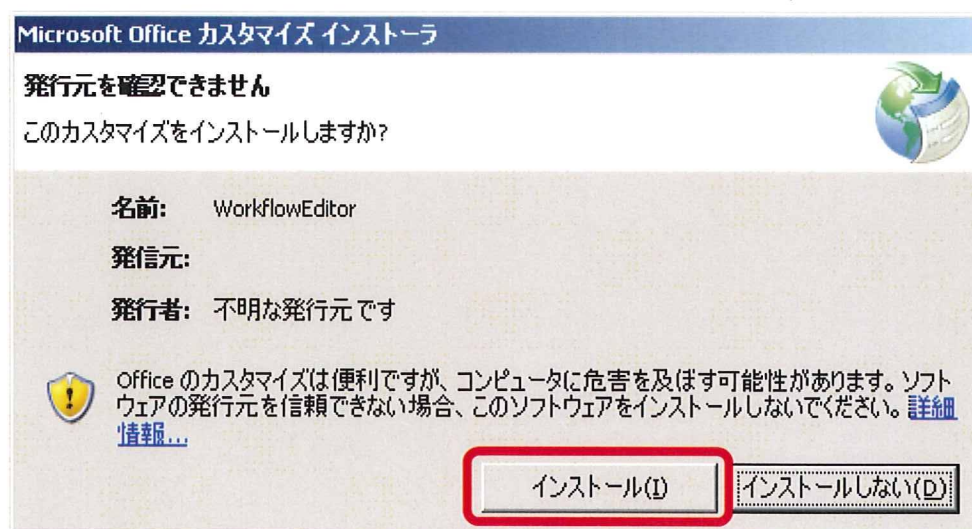 Microsoft Office カスタマイズ インストーラ
発行元を確認できません
このカスタマイズをインストールしますか?
名前: WorkflowEditor
発信元:
発行者: 不明な発行元です
Office のカスタマイズは便利ですが、コンピュータに危害を及ぼす可能性があります。ソフト
ウェアの発行元を信頼できない場合、このソフトウェアをインストールしないでください。詳細
情報...
インストール(I) インストールしない(D)